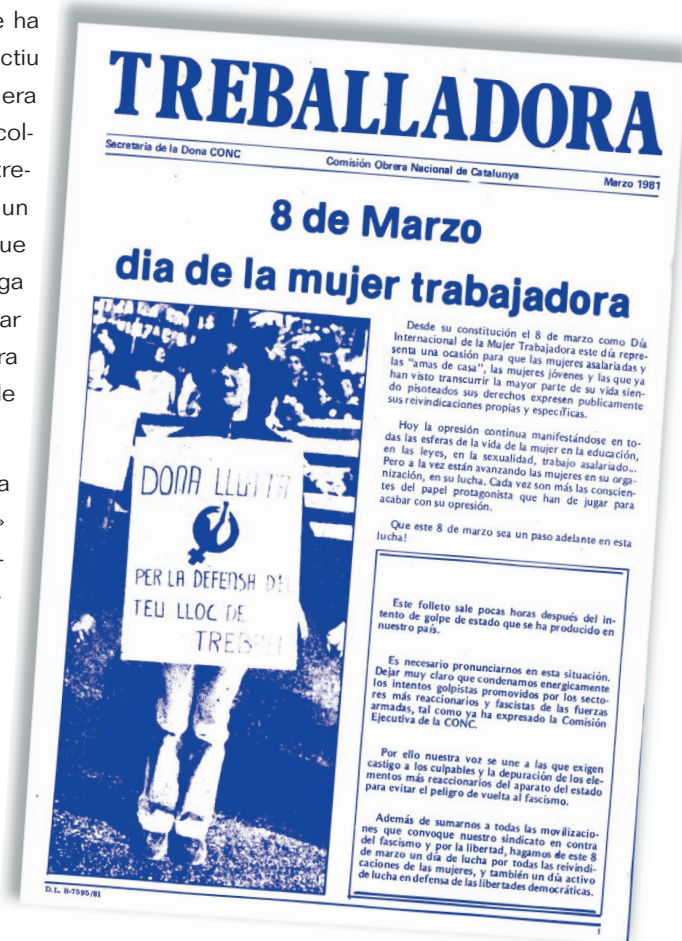 e ha
ctiu
era
col-
tre-
un
ue
ga
ar
ra
le
a
»
-
TREBALLADORA
Secretaria de la Dona CONC
Comisión Obrera Nacional de Catalunya
Marzo 1981
8 de Marzo
dia de la mujer trabajadora
DONA LLUITA
PER LA DEFENSA DEL
TEU LLOC DE
TREBALL
Desde su constitución el 8 de marzo como Día
Internacional de la Mujer Trabajadora este día repre-
senta una ocasión para que las mujeres asalariadas y
las "amas de casa", las mujeres jóvenes y las que ya
han visto transcurrir la mayor parte de su vida sien-
do pisoteados sus derechos expresen publicamente
sus reivindicaciones propias y específicas.
Hoy la opresión continua manifestándose en to-
das las esferas de la vida de la mujer en la educación,
en las leyes, en la sexualidad, trabajo asalariado...
Pero a la vez están avanzando las mujeres en su orga-
nización, en su lucha. Cada vez son más las conscien-
tes del papel protagonista que han de jugar para
acabar con su opresión.
Que este 8 de marzo sea un paso adelante en esta
lucha!
Este folleto sale pocas horas después del in-
tento de golpe de estado que se ha producido en
nuestro país.
Es necesario pronunciarnos en esta situación.
Dejar muy claro que condenamos energicamente
los intentos golpistas promovidos por los secto-
res más reaccionarios y fascistas de las fuerzas
armadas, tal como ya ha expresado la Comisión
Ejecutiva de la CONC.
Por ello nuestra voz se une a las que exigen
castigo a los culpables y la depuración de los ele-
mentos más reaccionarios del aparato del estado
para evitar el peligro de vuelta al fascismo.
Además de sumarnos a todas las movilizacio-
nes que convoque nuestro sindicato en contra
del fascismo y por la libertad, hagamos de este 8
de marzo un día de lucha por todas las reivindi-
caciones de las mujeres, y también un día activo
de lucha en defensa de las libertades democráticas.
D.L. B-7595/81
1